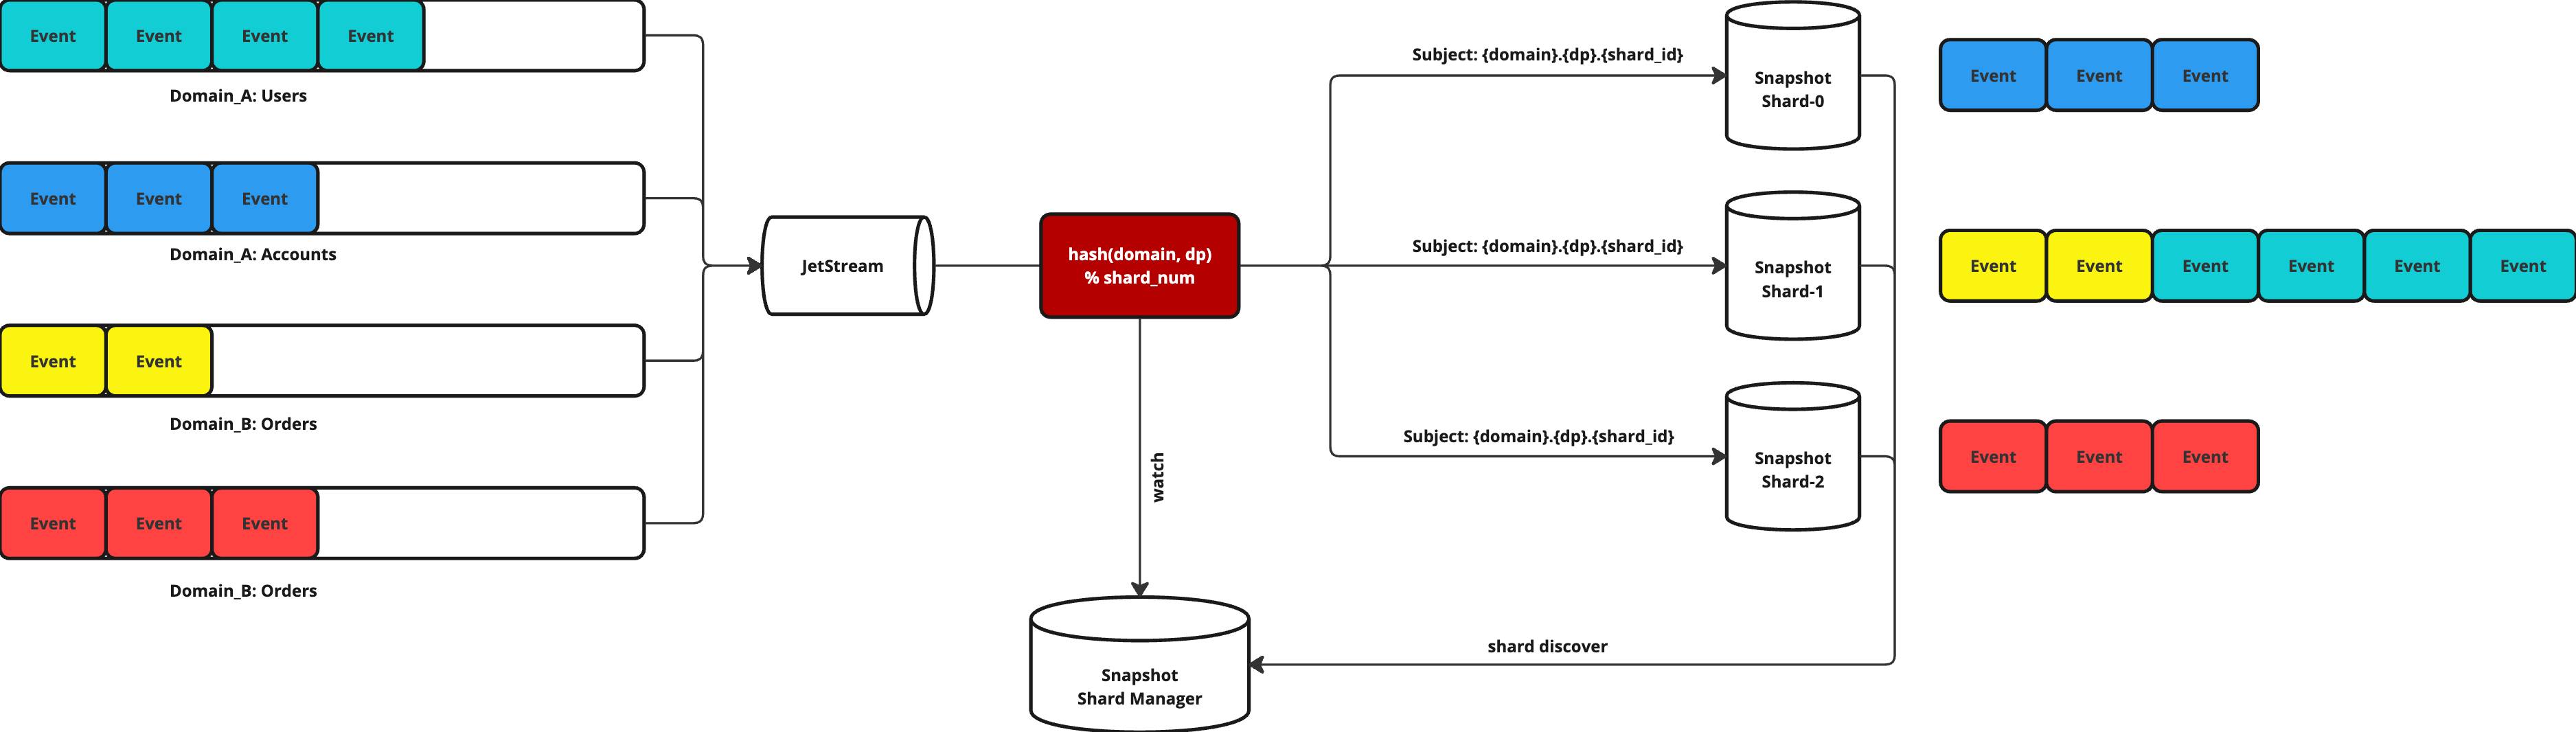 Event Event Event Event
Domain_A: Users
Event Event Event
Domain_A: Accounts
Event Event
Domain_B: Orders
Event Event Event
Domain_B: Orders
JetStream
hash(domain, dp)
% shard_num
watch
Snapshot
Shard Manager
shard discover
Subject: {domain}.{dp}.{shard_id}
Snapshot
Shard-0
Event Event Event
Subject: {domain}.{dp}.{shard_id}
Snapshot
Shard-1
Event Event Event Event Event Event
Subject: {domain}.{dp}.{shard_id}
Snapshot
Shard-2
Event Event Event